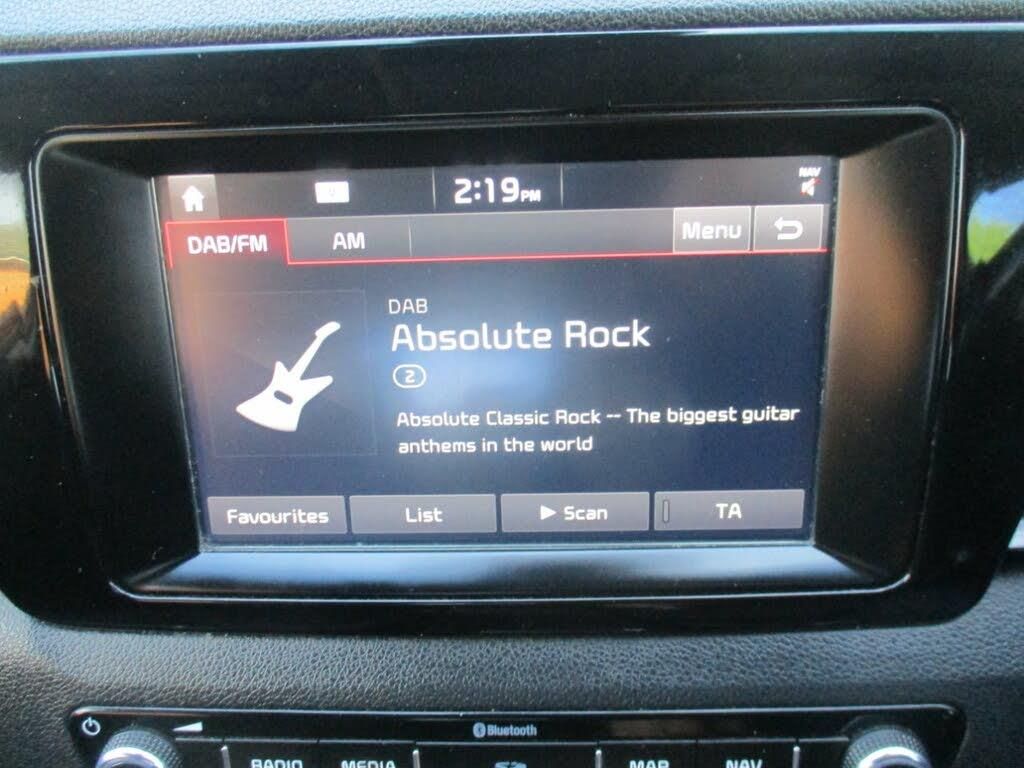 2:19PM
NAV
DAB/FM AM Menu
DAB
Absolute Rock
2
Absolute Classic Rock -- The biggest guitar
anthems in the world
Favourites List Scan TA
Bluetooth
RADIO MEDIA MAP NAV